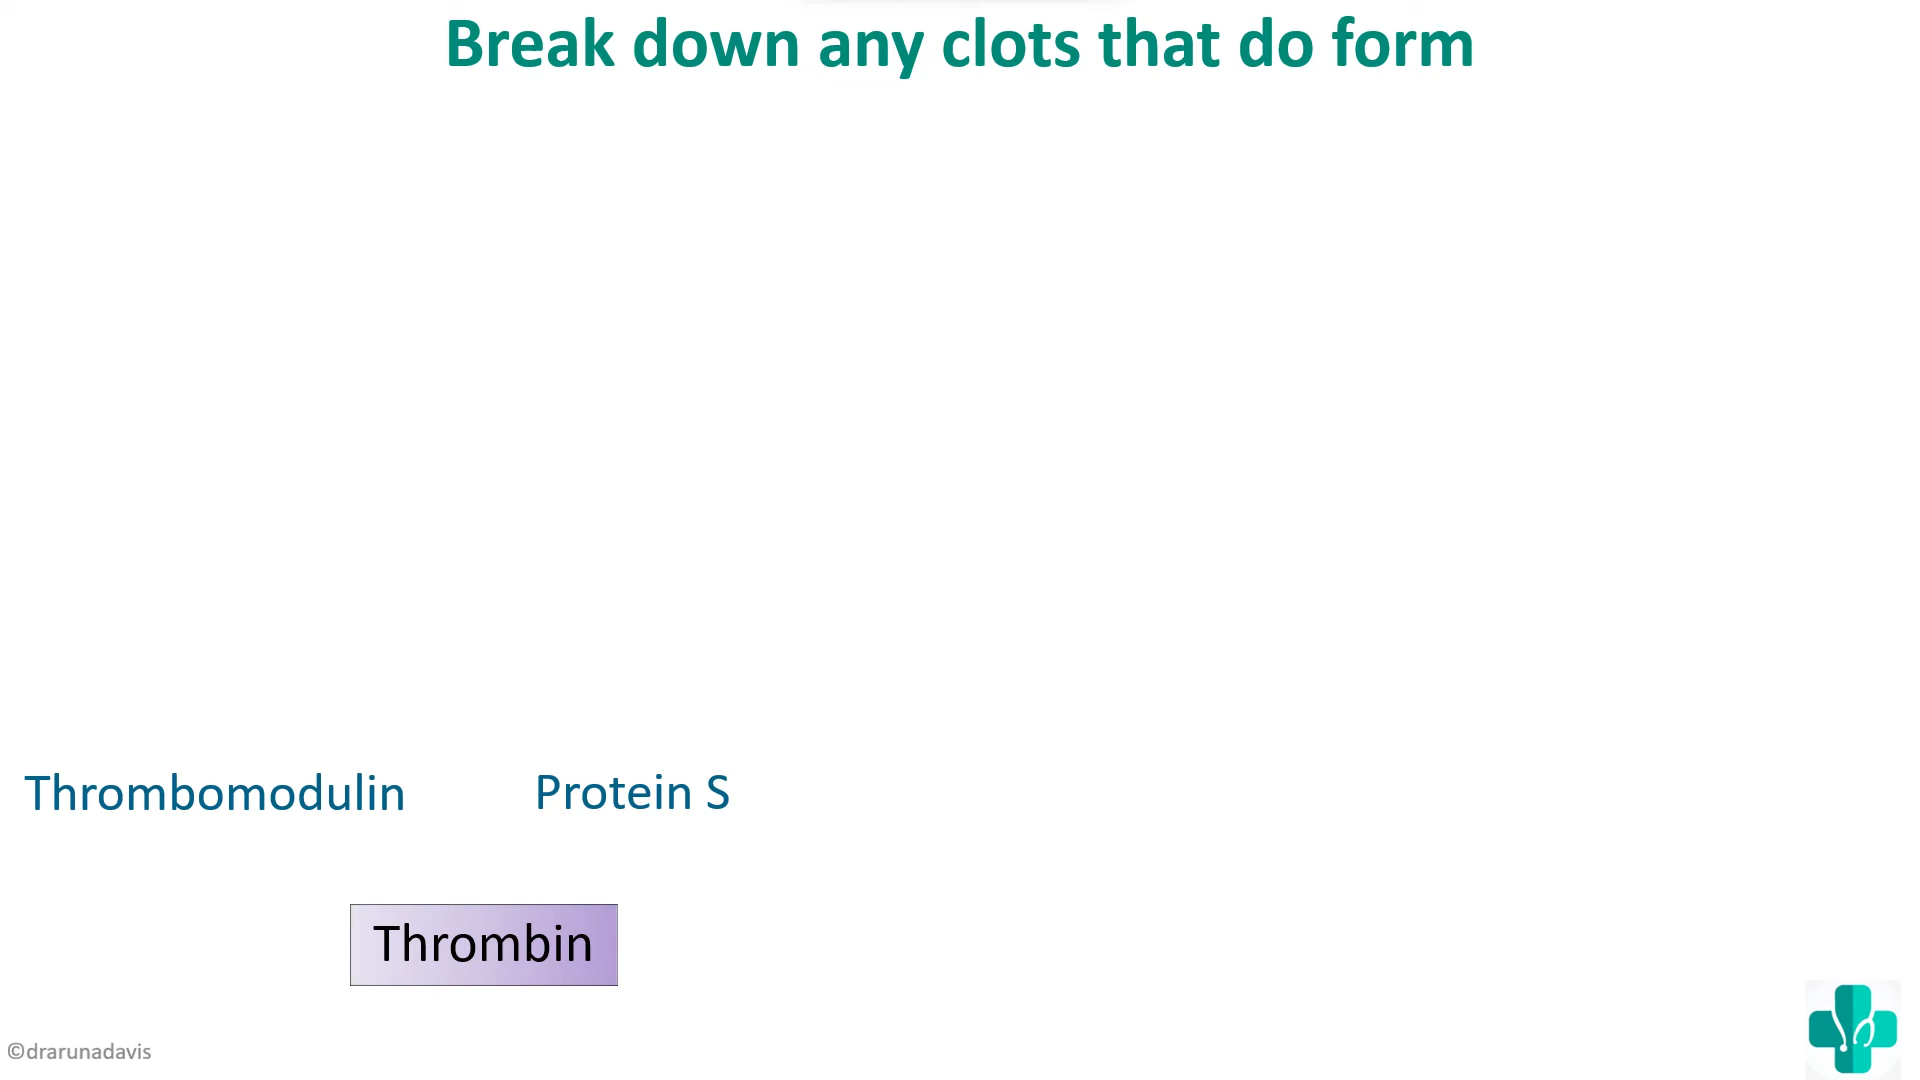 Break down any clots that do form
Thrombomodulin
Protein S
Thrombin
©drarunadavis